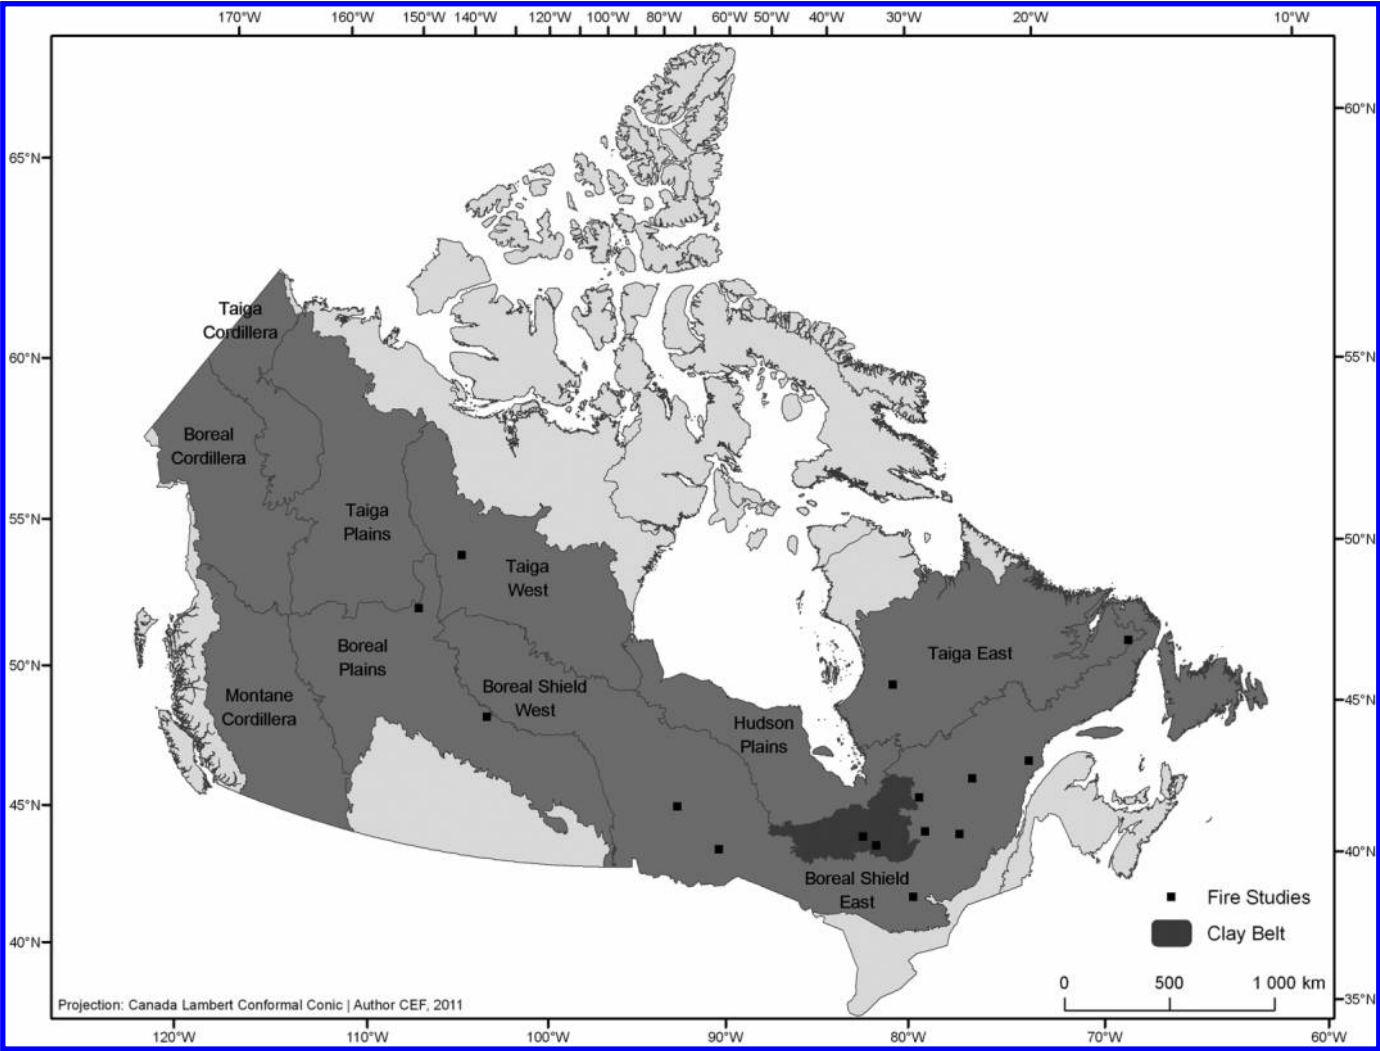 170°W 160°W 150°W 140°W 120°W 110°W 100°W 80°W 60°W 50°W 40°W 30°W 20°W 10°W
60°N
65°N
Taiga
Cordillera
60°N
55°N
Boreal
Cordillera
Taiga
Plains
55°N
50°N
Taiga
West
Boreal
Plains
Taiga East
50°N
Montane
Cordillera
Boreal Shield
West
45°N
Hudson
Plains
45°N
40°N
Boreal Shield
East
Fire Studies
Clay Belt
40°N
0 500 1 000 km
35°N
Projection: Canada Lambert Conformal Conic | Author CEF, 2011
120°W 110°W 100°W 90°W 80°W 70°W 60°W